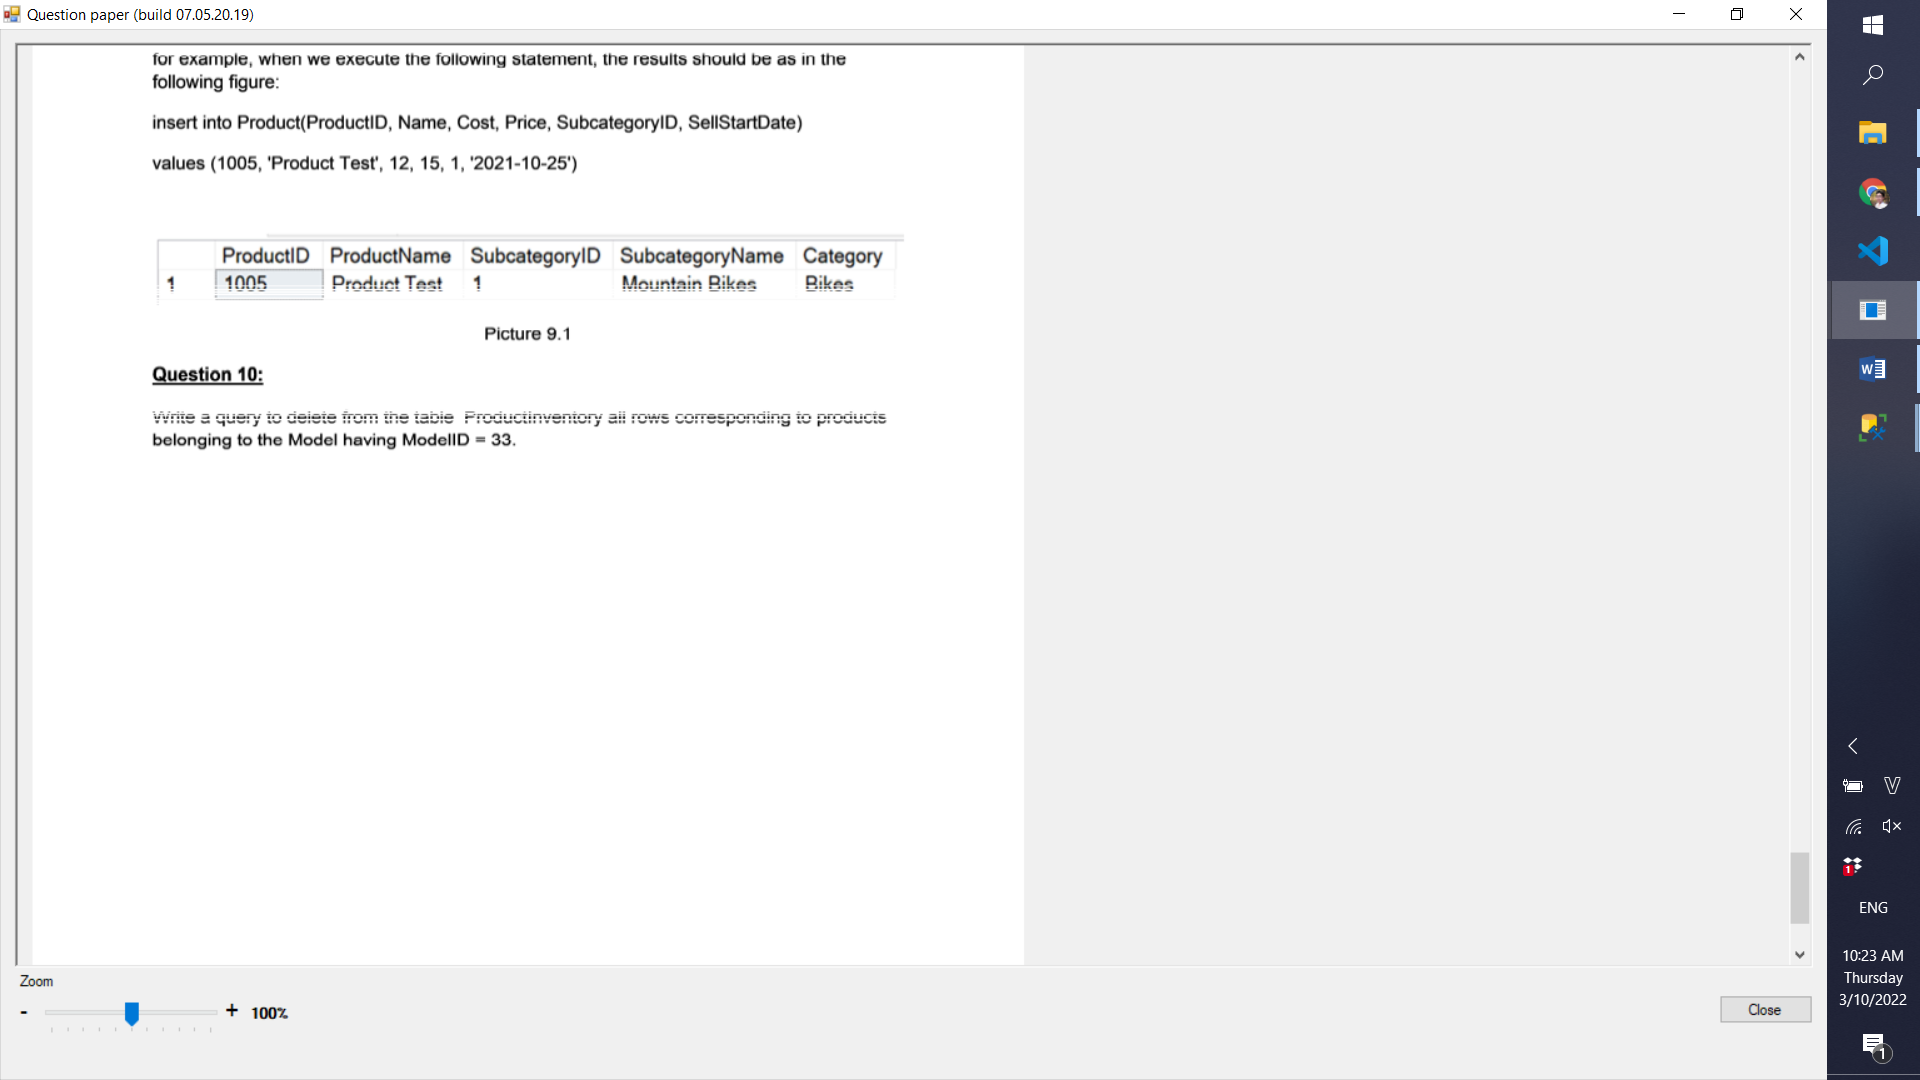 Question paper (build 07.05.20.19)
for example, when we execute the following statement, the results should be as in the
following figure:
insert into Product(ProductID, Name, Cost, Price, SubcategoryID, SellStartDate)
values (1005, 'Product Test', 12, 15, 1, '2021-10-25')
ProductID ProductName SubcategoryID SubcategoryName Category
1 1005 Product Test 1 Mountain Bikes Bikes
Picture 9.1
Question 10:
Write a query to delete from the table ProductInventory all rows corresponding to products
belonging to the Model having ModelID = 33.
Zoom
- + 100%
Close
W
1
ENG
10:23 AM
Thursday
3/10/2022
1